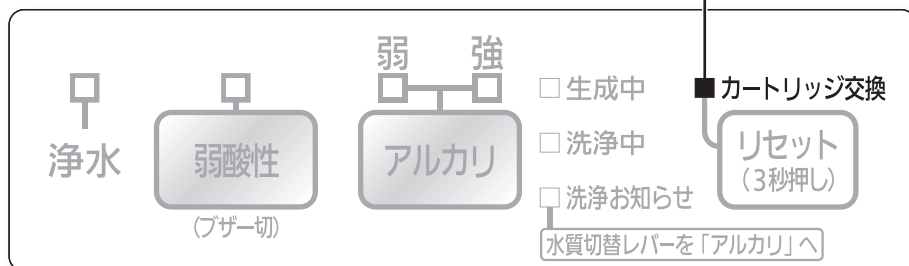 浄水
弱酸性
(ブザー切)
弱 強
アルカリ
生成中
洗浄中
洗浄お知らせ
水質切替レバーを「アルカリ」へ
カートリッジ交換
リセット
(3秒押し)